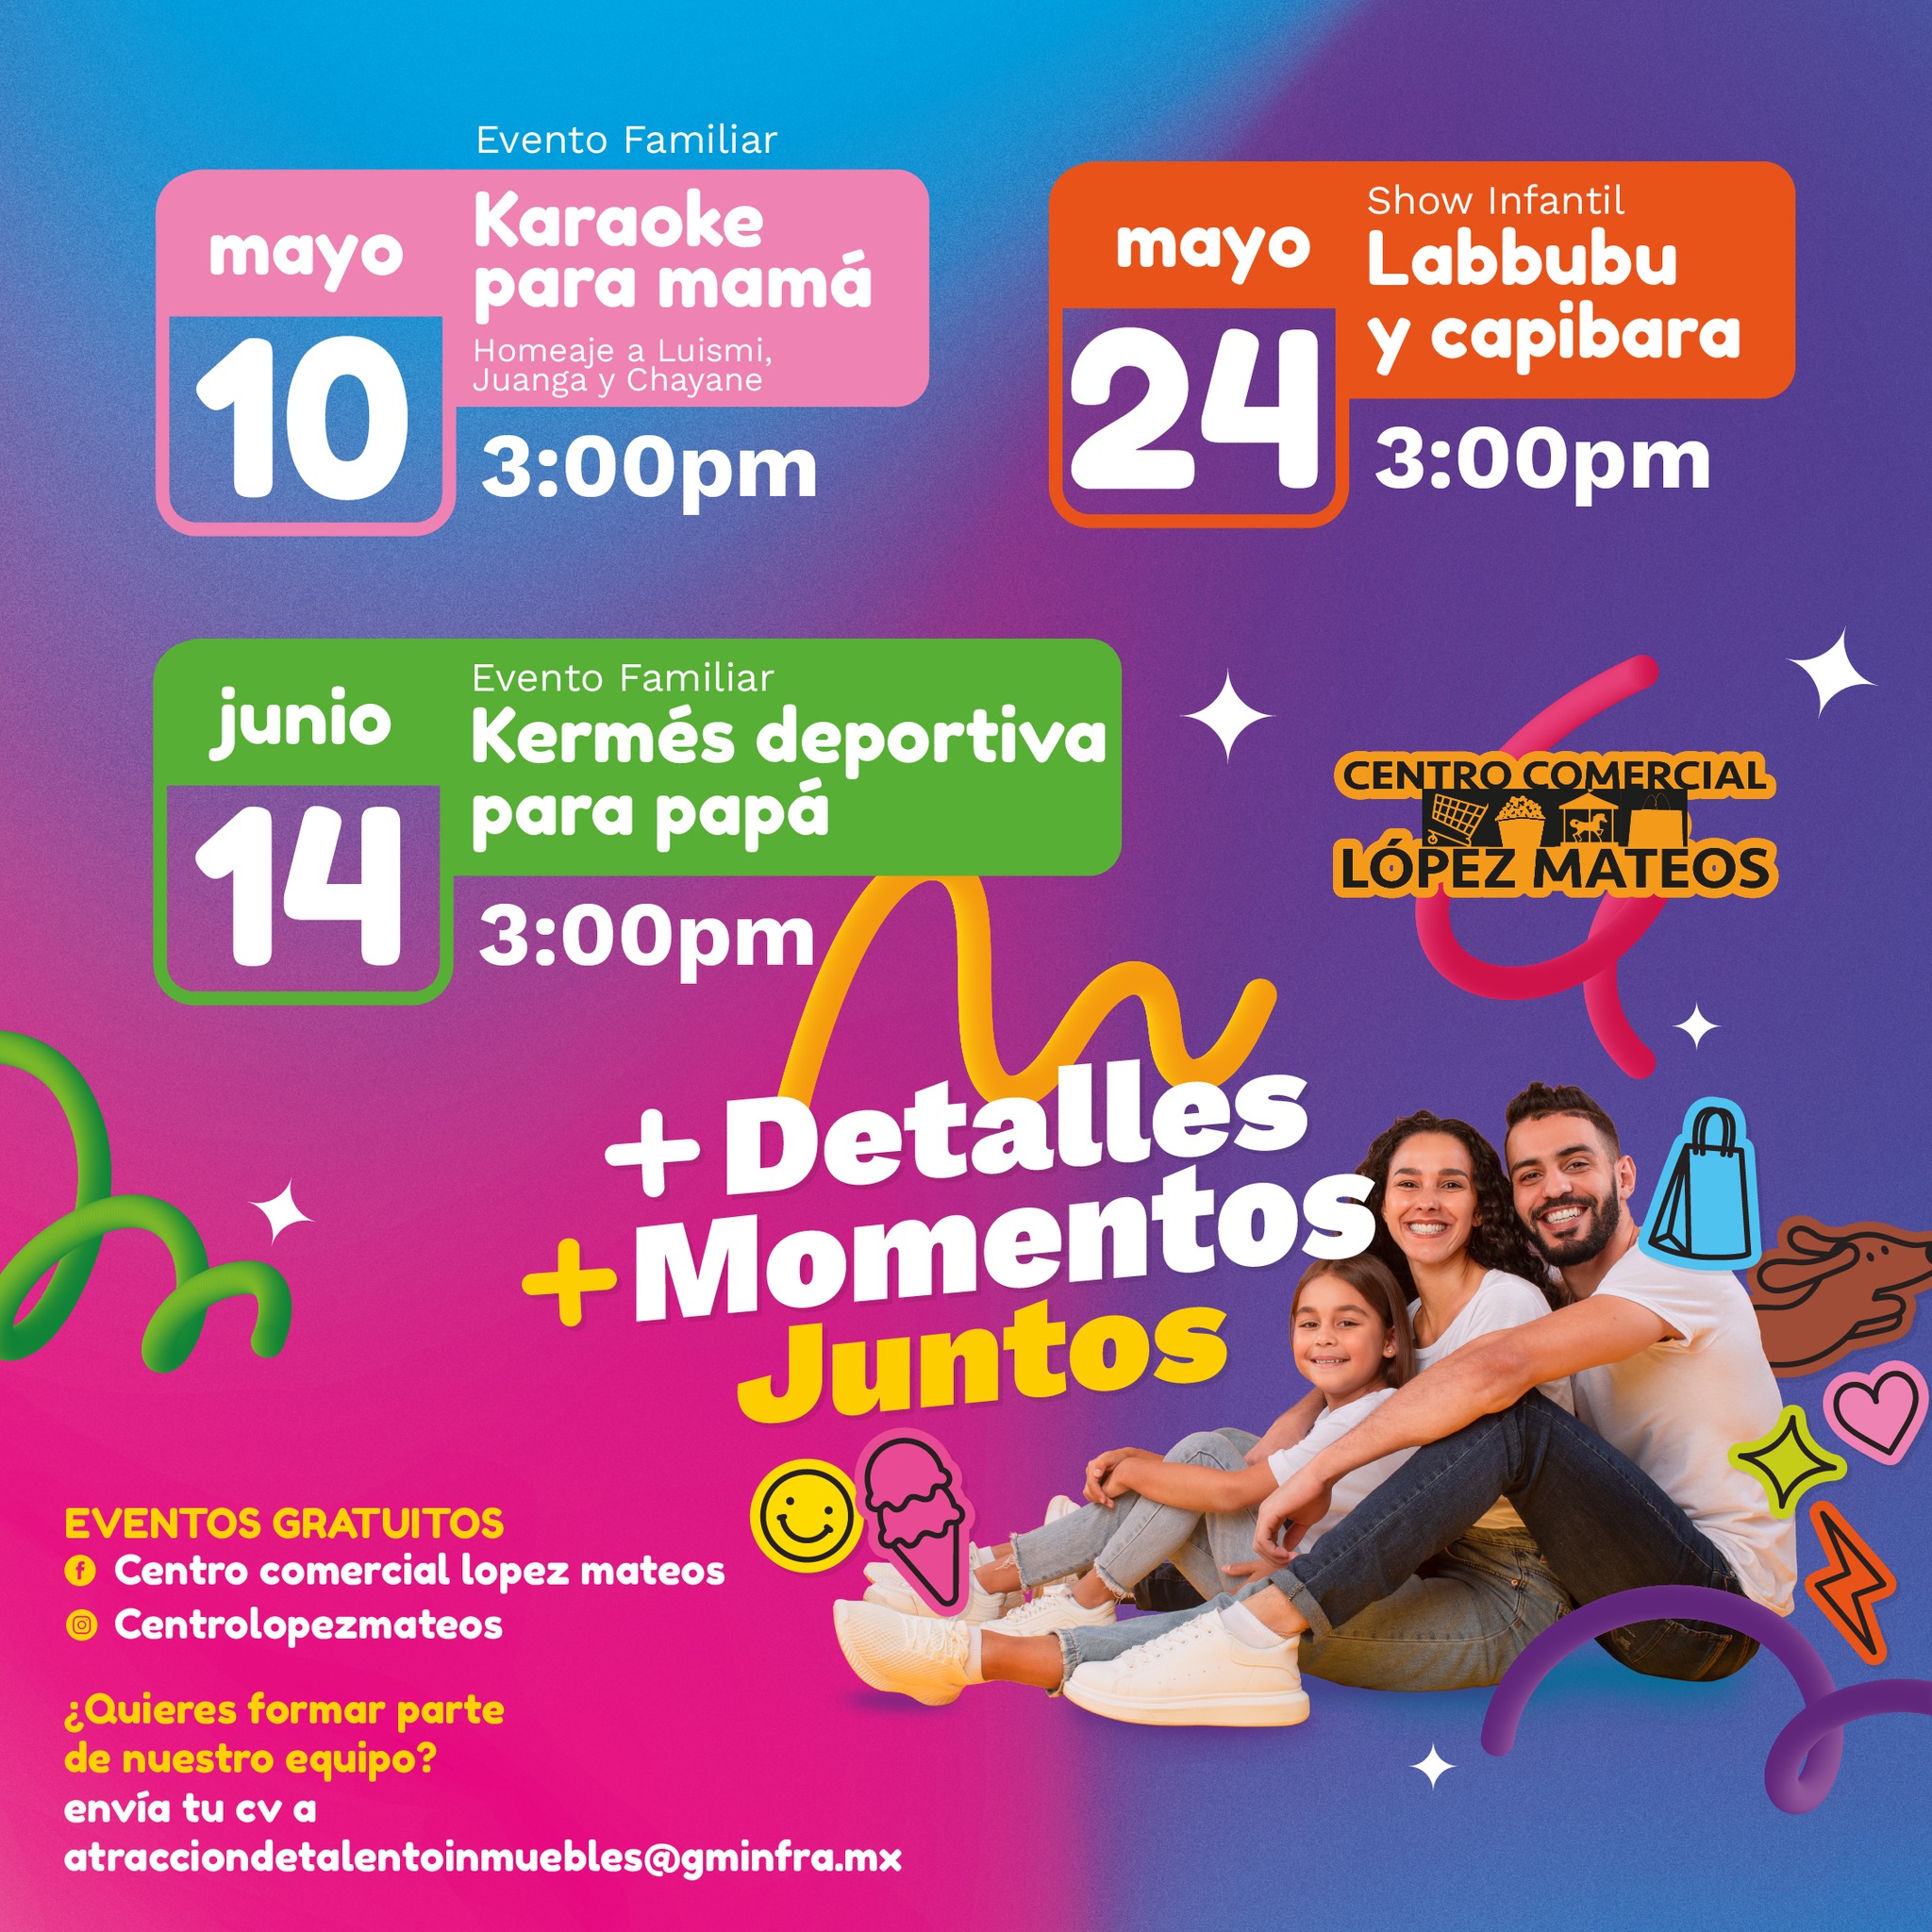 Evento Familiar
mayo
10
Karaoke
para mamá
Homeaje a Luismi,
Juanga y Chayane
3:00pm
mayo
24
Show Infantil
Labbubu
y capibara
3:00pm
junio
14
Evento Familiar
Kermés deportiva
para papá
3:00pm
CENTRO COMERCIAL
LÓPEZ MATEOS
+ Detalles
+ Momentos
Juntos
EVENTOS GRATUITOS
Centro comercial lopez mateos
Centrolopezmateos
¿Quieres formar parte
de nuestro equipo?
envía tu cv a
atracciondetalentoinmuebles@gminfra.mx